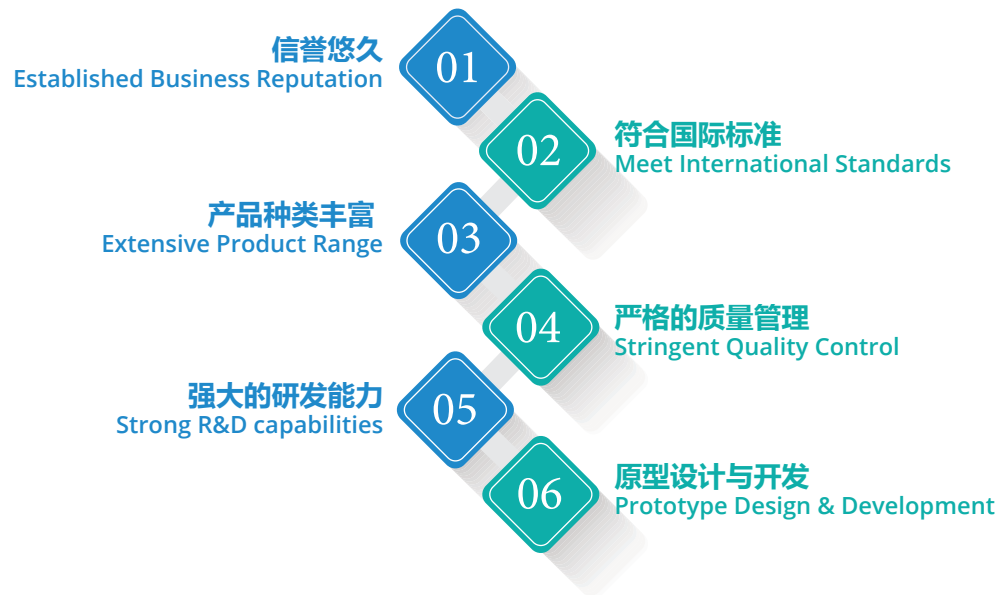 信誉悠久
Established Business Reputation
01
02
符合国际标准
Meet International Standards
产品种类丰富
Extensive Product Range
03
04
严格的质量管理
Stringent Quality Control
强大的研发能力
Strong R&D capabilities
05
06
原型设计与开发
Prototype Design & Development